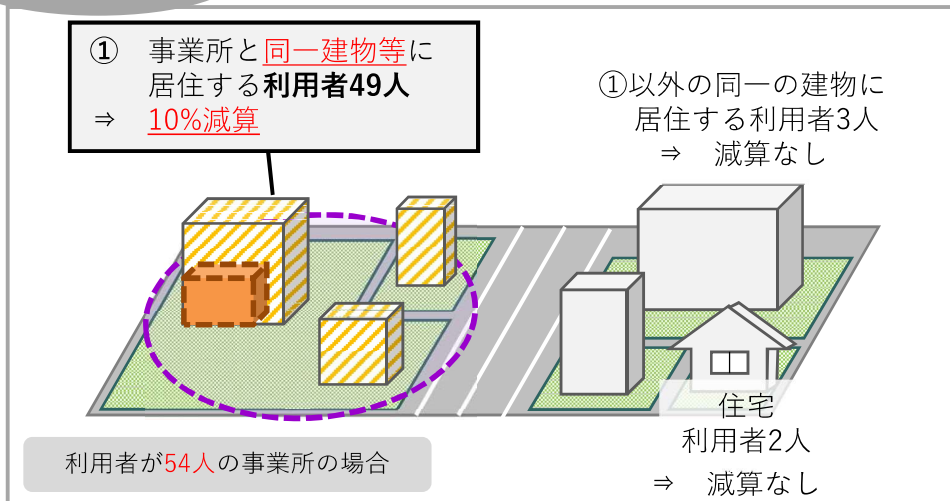 ① 事業所と同一建物等に
居住する利用者49人
⇒ 10%減算
①以外の同一の建物に
居住する利用者3人
⇒ 減算なし
住宅
利用者2人
⇒ 減算なし
利用者が54人の事業所の場合